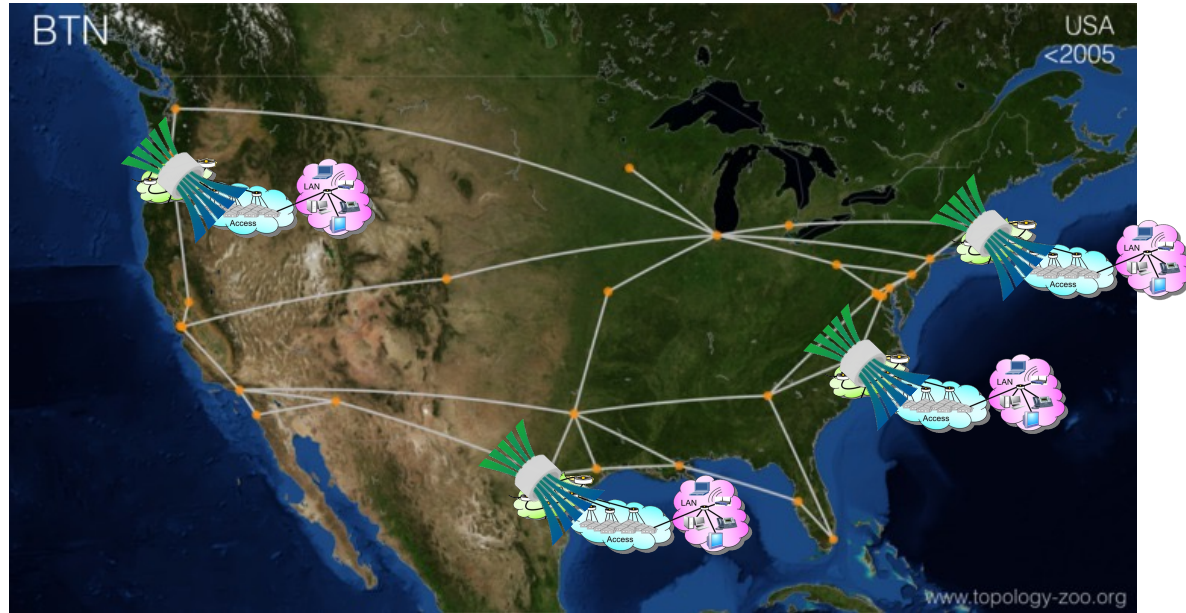 BTN
USA
<2005
LAN
Access
LAN
Access
LAN
Access
LAN
Access
www.topology-zoo.org